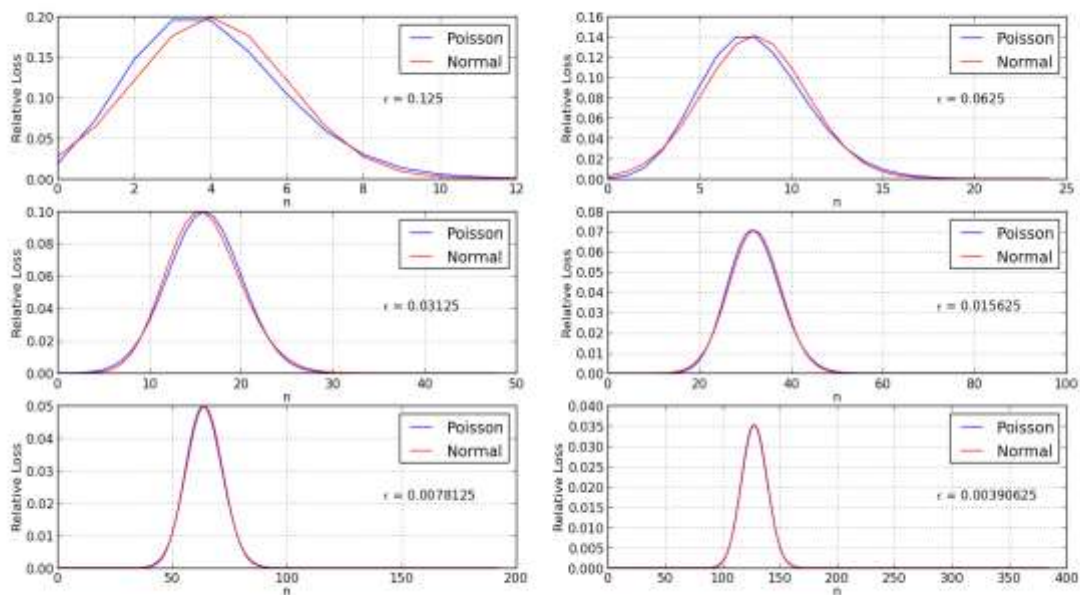 Relative Loss
0.20
0.15
0.10
0.05
0.00
0 2 4 6 8 10 12
n
Poisson
Normal
ϵ = 0.125
Relative Loss
0.16
0.14
0.12
0.10
0.08
0.06
0.04
0.02
0.00
0 5 10 15 20 25
n
Poisson
Normal
ϵ = 0.0625
Relative Loss
0.10
0.08
0.06
0.04
0.02
0.00
0 10 20 30 40 50
n
Poisson
Normal
ϵ = 0.03125
Relative Loss
0.08
0.07
0.06
0.05
0.04
0.03
0.02
0.01
0.00
0 20 40 60 80 100
n
Poisson
Normal
ϵ = 0.015625
Relative Loss
0.05
0.04
0.03
0.02
0.01
0.00
0 50 100 150 200
n
Poisson
Normal
ϵ = 0.0078125
Relative Loss
0.040
0.035
0.030
0.025
0.020
0.015
0.010
0.005
0.000
0 50 100 150 200 250 300 350 400
n
Poisson
Normal
ϵ = 0.00390625